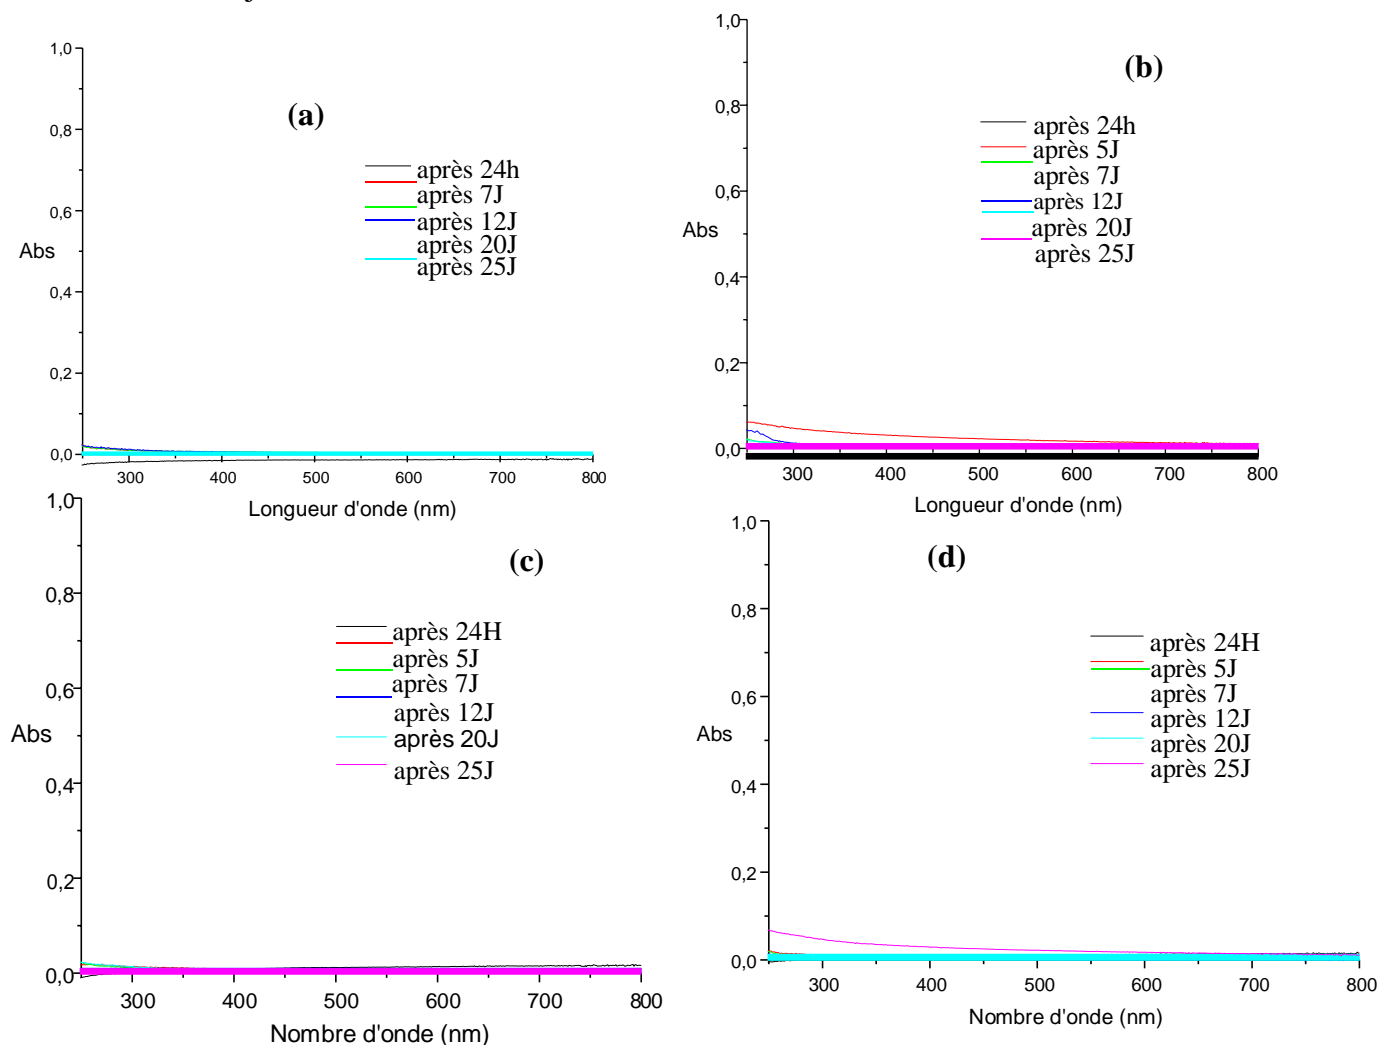 (a)
1,0
0,8
0,6
0,4
0,2
0,0
Abs
après 24h
après 7J
après 12J
après 20J
après 25J
300 400 500 600 700 800
Longueur d'onde (nm)
(b)
1,0
0,8
0,6
0,4
0,2
0,0
Abs
après 24h
après 5J
après 7J
après 12J
après 20J
après 25J
300 400 500 600 700 800
Longueur d'onde (nm)
(c)
1,0
0,8
0,6
0,4
0,2
0,0
Abs
après 24H
après 5J
après 7J
après 12J
après 20J
après 25J
300 400 500 600 700 800
Nombre d'onde (nm)
(d)
1,0
0,8
0,6
0,4
0,2
0,0
Abs
après 24H
après 5J
après 7J
après 12J
après 20J
après 25J
300 400 500 600 700 800
Nombre d'onde (nm)